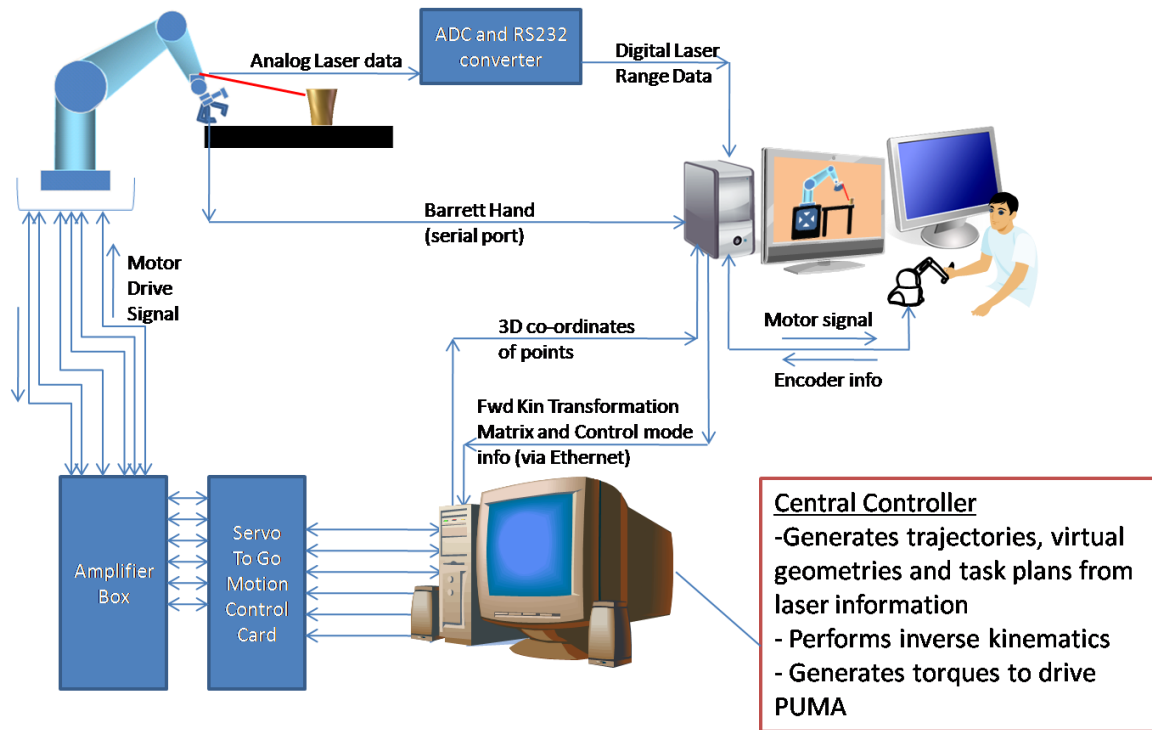 Analog Laser data
ADC and RS232
converter
Digital Laser
Range Data
Barrett Hand
(serial port)
Motor
Drive
Signal
3D co-ordinates
of points
Motor signal
Encoder info
Fwd Kin Transformation
Matrix and Control mode
info (via Ethernet)
Amplifier
Box
Servo
To Go
Motion
Control
Card
Central Controller
-Generates trajectories, virtual
geometries and task plans from
laser information
- Performs inverse kinematics
- Generates torques to drive
PUMA